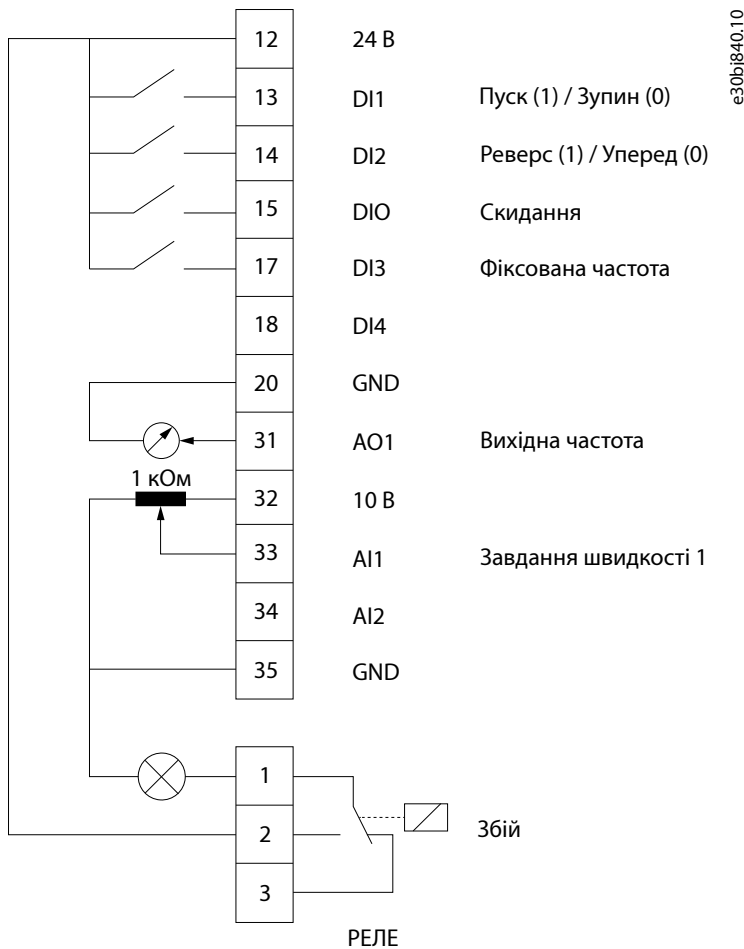 e30bi840.10
12 24 В
13 DI1 Пуск (1) / Зупин (0)
14 DI2 Реверс (1) / Уперед (0)
15 DIO Скидання
17 DI3 Фіксована частота
18 DI4
20 GND
31 AO1 Вихідна частота
1 кОм
32 10 В
33 AI1 Завдання швидкості 1
34 AI2
35 GND
1
2 Збій
3
РЕЛЕ